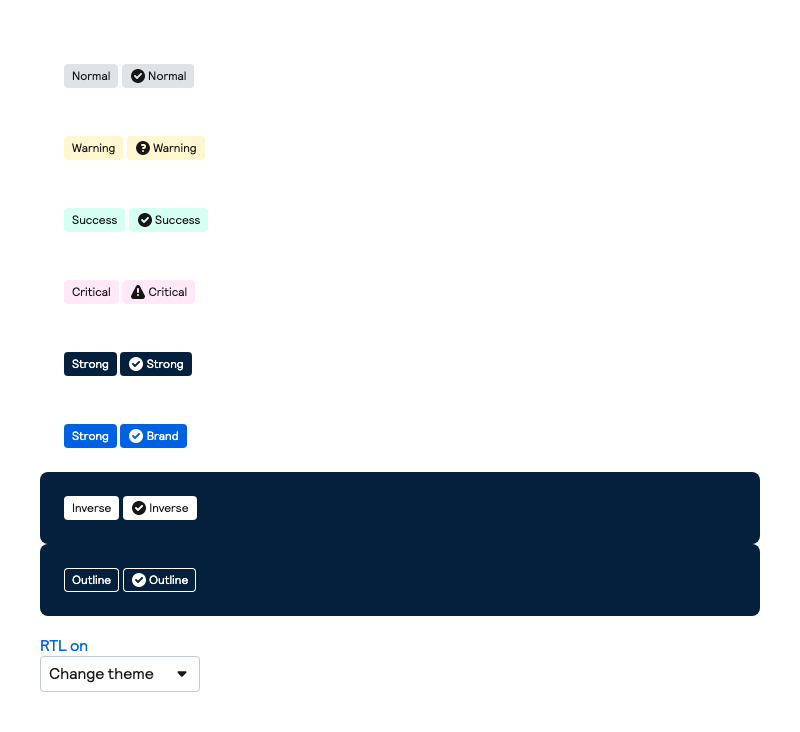 Normal Normal
Warning Warning
Success Success
Critical Critical
Strong Strong
Strong Brand
Inverse Inverse
Outline Outline
RTL on
Change theme